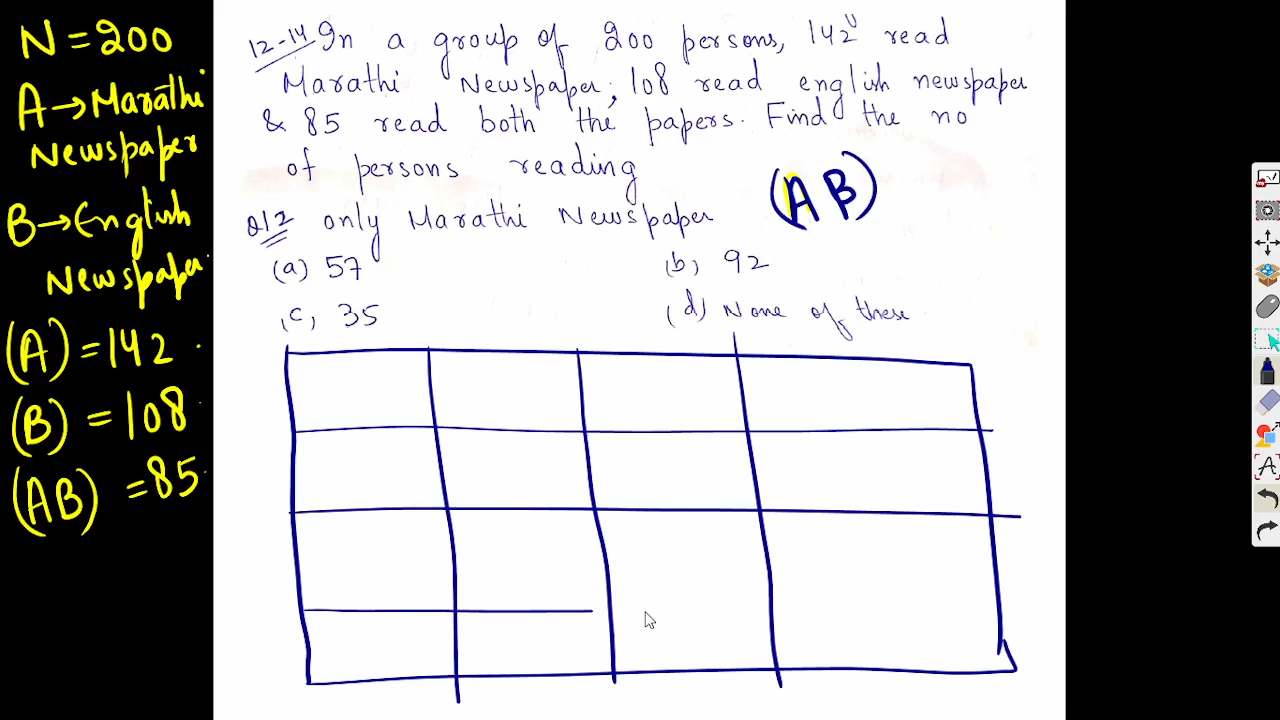 N = 200
A → Marathi
Newspaper
B → English
Newspaper.
(A) = 142
(B) = 108
(AB) = 85
12-14 In a group of 200 persons, 142 read
Marathi Newspaper, 108 read english newspaper
& 85 read both the papers. Find the no
of persons reading
(AB)
Q12 only Marathi Newspaper
(a) 57 (b) 92
(c) 35 (d) None of these